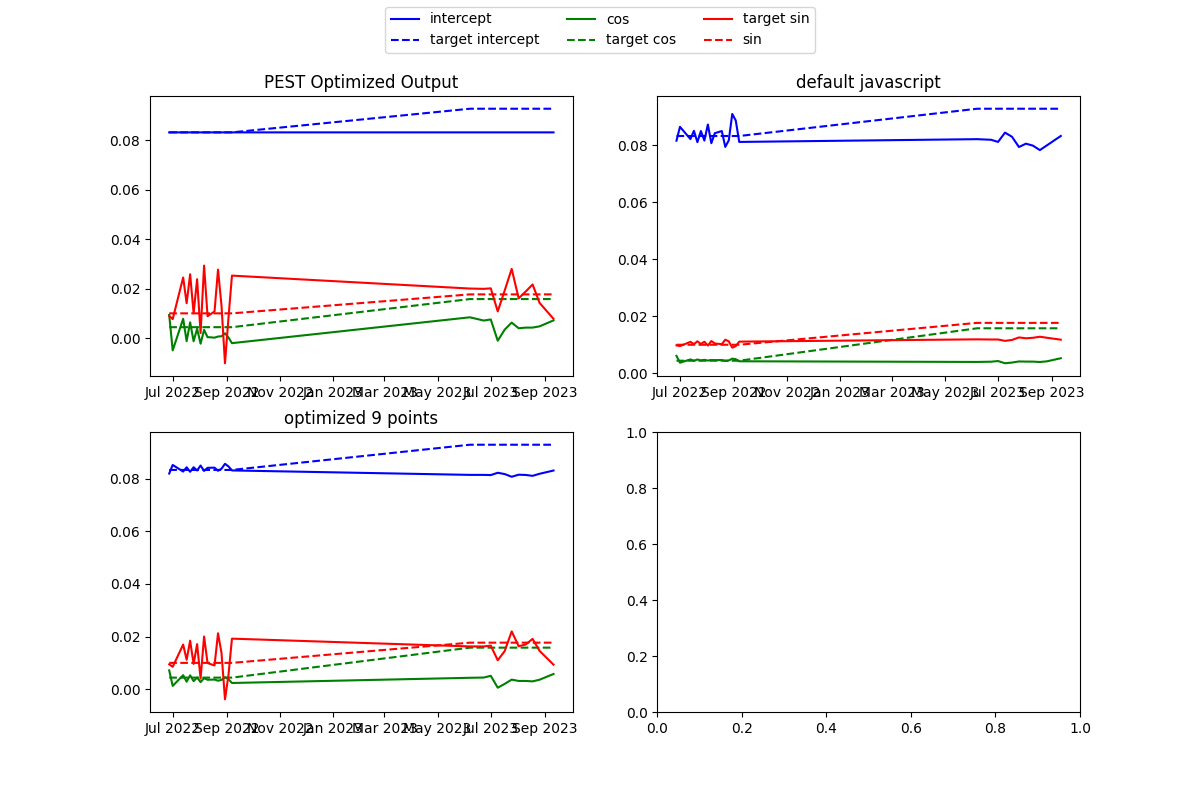 intercept cos target sin
target intercept target cos sin
PEST Optimized Output
0.08
0.06
0.04
0.02
0.00
Jul 2022 Sep 2022 Nov 2022 Jan 2023 Mar 2023 May 2023 Jul 2023 Sep 2023
default javascript
0.08
0.06
0.04
0.02
0.00
Jul 2022 Sep 2022 Nov 2022 Jan 2023 Mar 2023 May 2023 Jul 2023 Sep 2023
optimized 9 points
0.08
0.06
0.04
0.02
0.00
Jul 2022 Sep 2022 Nov 2022 Jan 2023 Mar 2023 May 2023 Jul 2023 Sep 2023
1.0
0.8
0.6
0.4
0.2
0.0
0.0 0.2 0.4 0.6 0.8 1.0